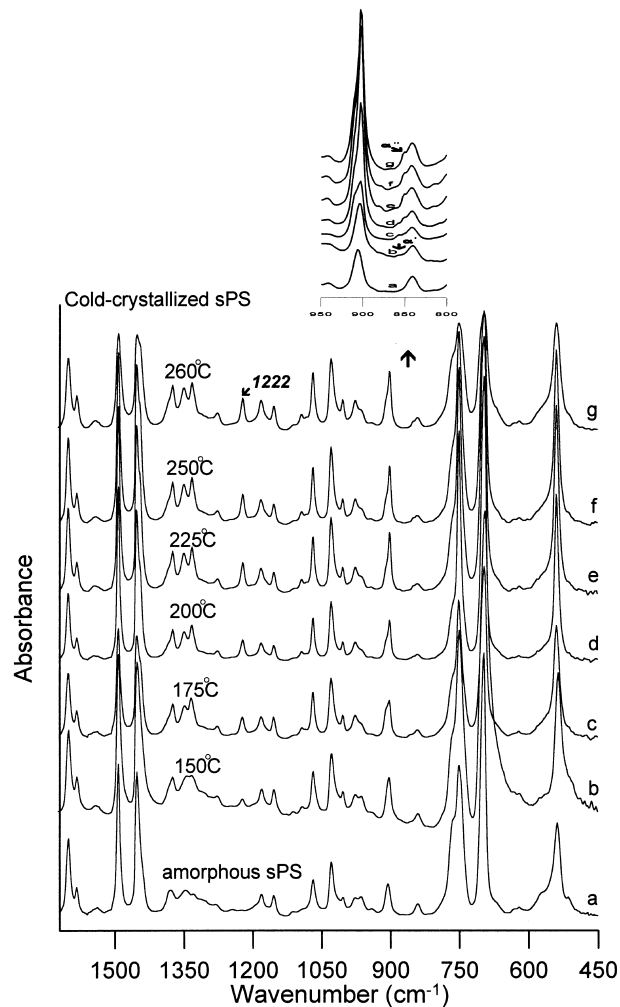 α''
g
f
e
d
c
α'
b
a
950 900 850 800
Cold-crystallized sPS
260°C
1222
g
250°C
f
225°C
e
200°C
d
175°C
c
150°C
b
amorphous sPS
a
Absorbance
1500 1350 1200 1050 900 750 600 450
Wavenumber (cm-1)